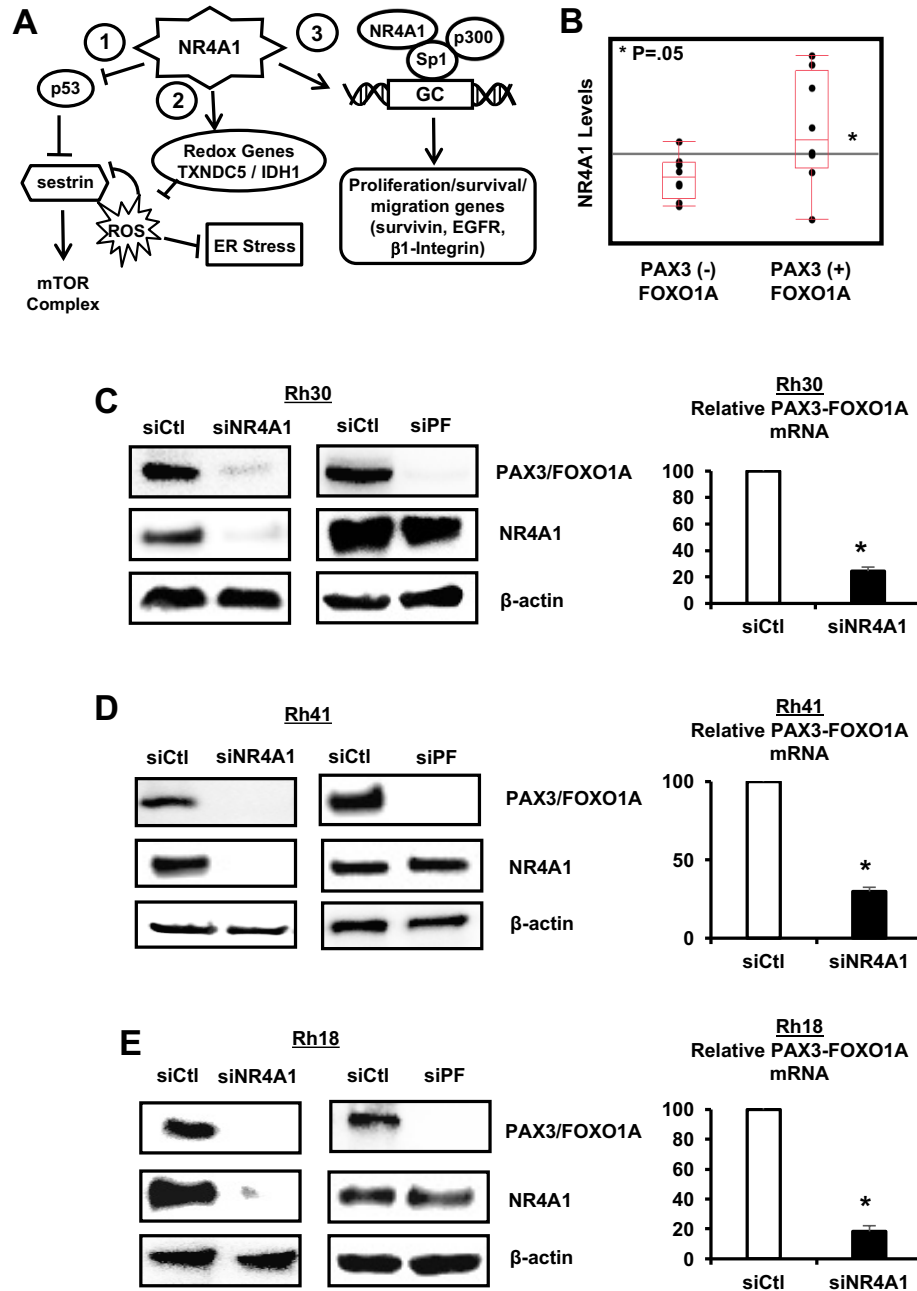 A
1
NR4A1
3
p53
2
Redox Genes
TXNDC5 / IDH1
sestrin
ROS
ER Stress
mTOR
Complex
NR4A1
p300
Sp1
GC
Proliferation/survival/
migration genes
(survivin, EGFR,
β1-Integrin)
B
* P=.05
NR4A1 Levels
*
PAX3 (-)
FOXO1A
PAX3 (+)
FOXO1A
C
Rh30
siCtl siNR4A1 siCtl siPF
PAX3/FOXO1A
NR4A1
β-actin
Rh30
Relative PAX3-FOXO1A
mRNA
100
80
60
40
20
0
*
siCtl siNR4A1
D
Rh41
siCtl siNR4A1 siCtl siPF
PAX3/FOXO1A
NR4A1
β-actin
Rh41
Relative PAX3-FOXO1A
mRNA
100
50
0
*
siCtl siNR4A1
E
Rh18
siCtl siNR4A1 siCtl siPF
PAX3/FOXO1A
NR4A1
β-actin
Rh18
Relative PAX3-FOXO1A
mRNA
100
80
60
40
20
0
*
siCtl siNR4A1